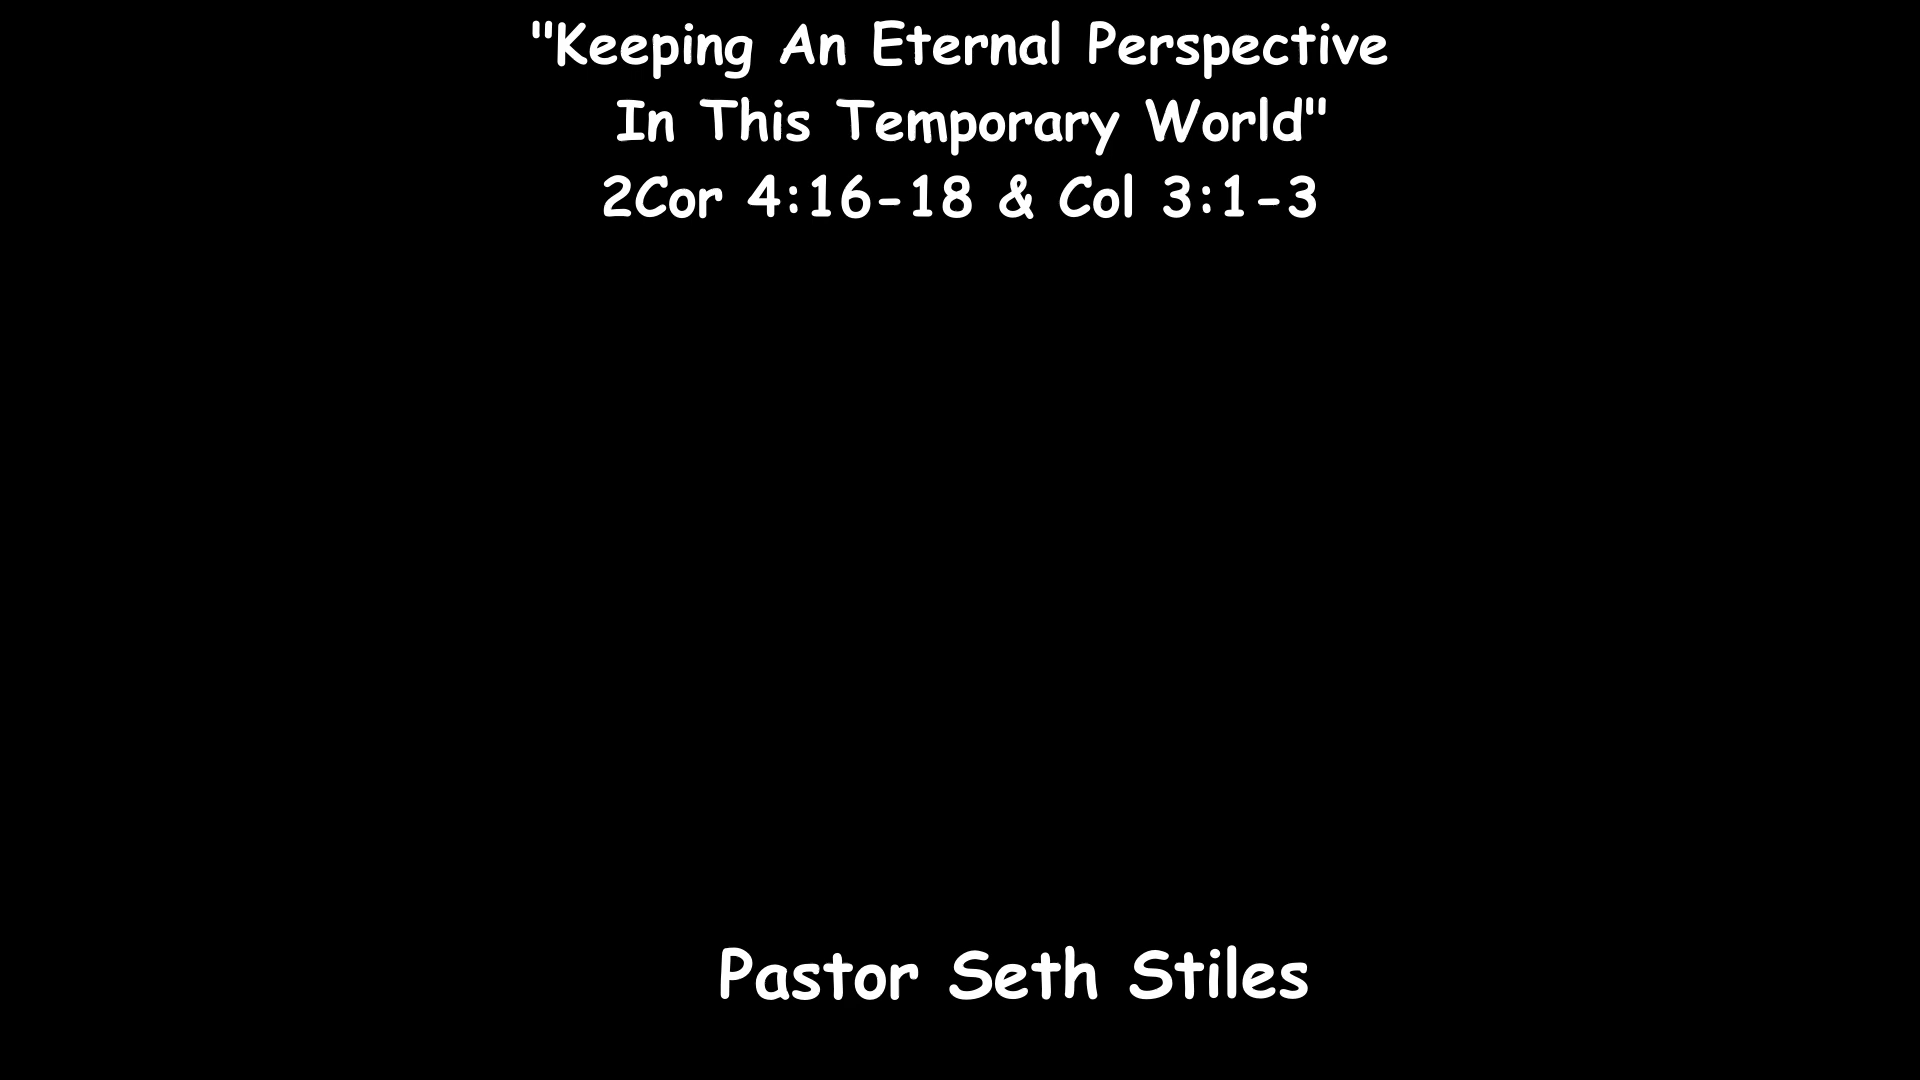 "Keeping An Eternal Perspective
In This Temporary World"
2Cor 4:16-18 & Col 3:1-3
Pastor Seth Stiles